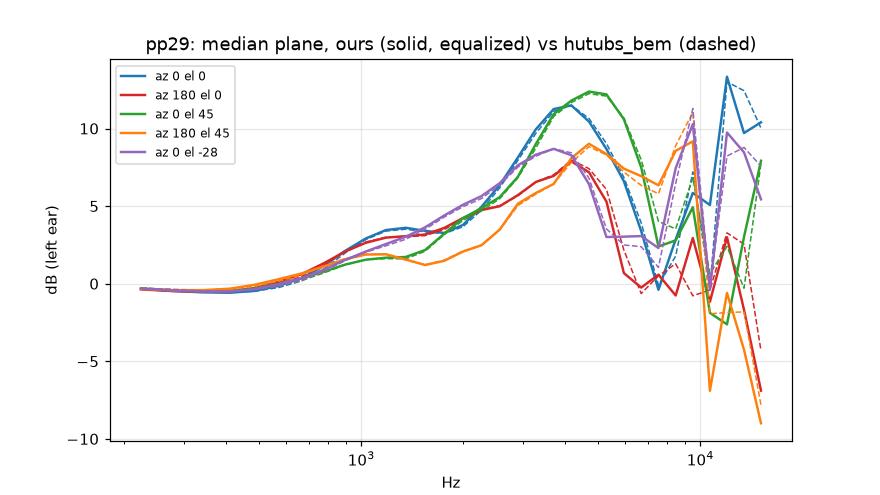 pp29: median plane, ours (solid, equalized) vs hutubs_bem (dashed)
az 0 el 0
az 180 el 0
az 0 el 45
az 180 el 45
az 0 el -28
10
5
0
−5
−10
dB (left ear)
10³
10⁴
Hz